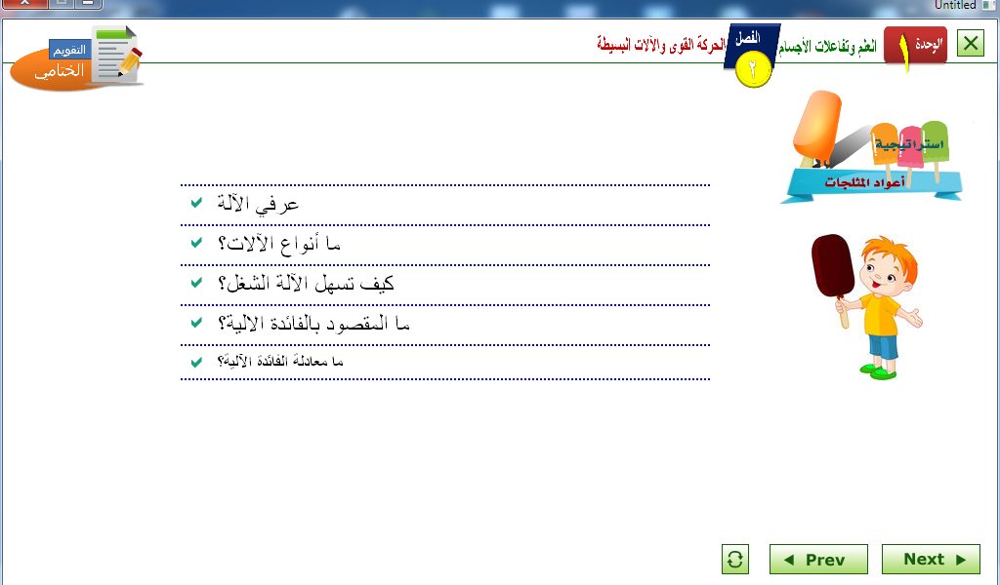 Untitled
الوحدة ١
العلم وتفاعلات الأجسام
الفصل ٢
الحركة القوى والآلات البسيطة
التقويم
الختامي
استراتيجية
أعواد المثلجات
عرفي الآلة
ما أنواع الآلات؟
كيف تسهل الآلة الشغل؟
ما المقصود بالفائدة الالية؟
ما معادلة الفائدة الآلية؟
Prev
Next